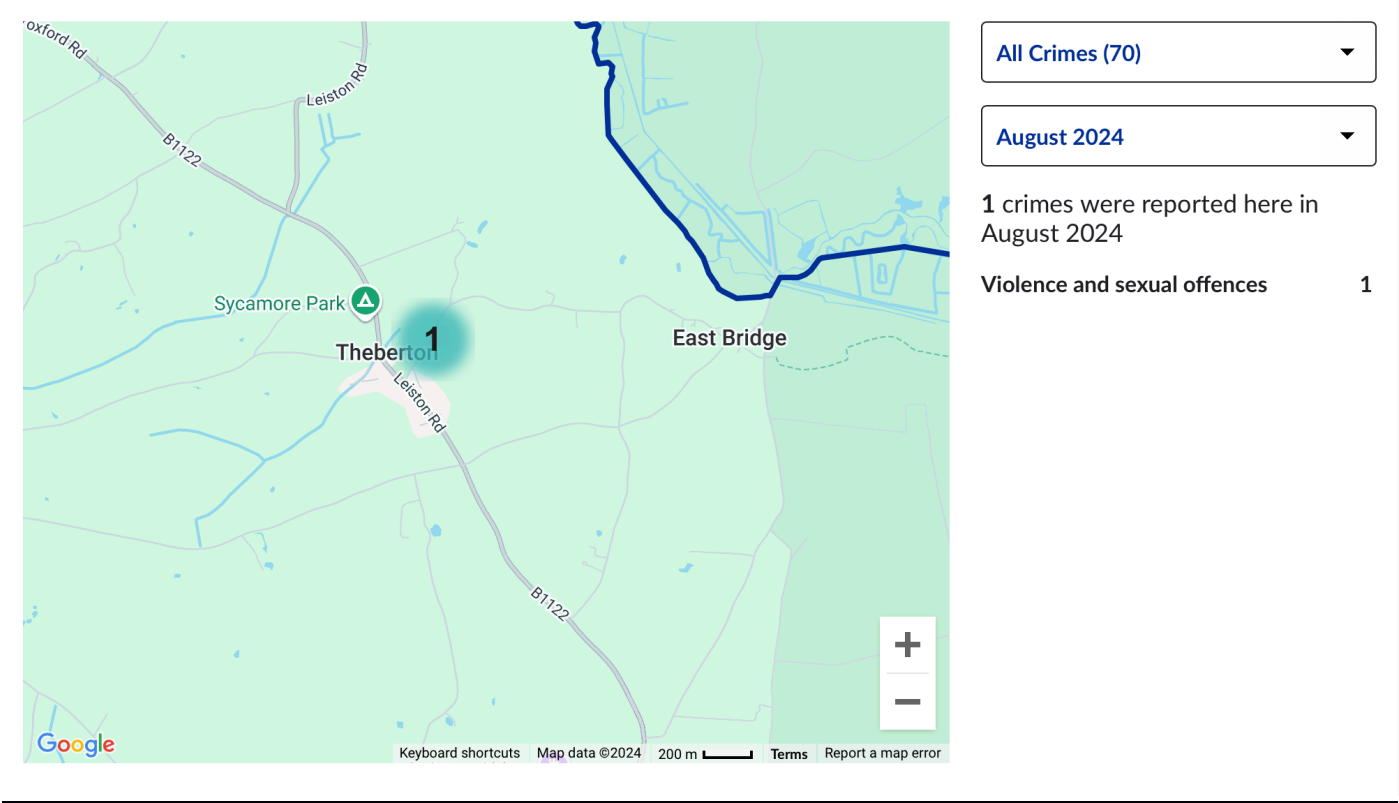 oxford Rd
Leiston Rd
B1122
Sycamore Park
1
Theberton
East Bridge
Leiston Rd
B1122
+
−
Google
Keyboard shortcuts
Map data ©2024
200 m
Terms
Report a map error
All Crimes (70)
August 2024
1 crimes were reported here in
August 2024
Violence and sexual offences 1